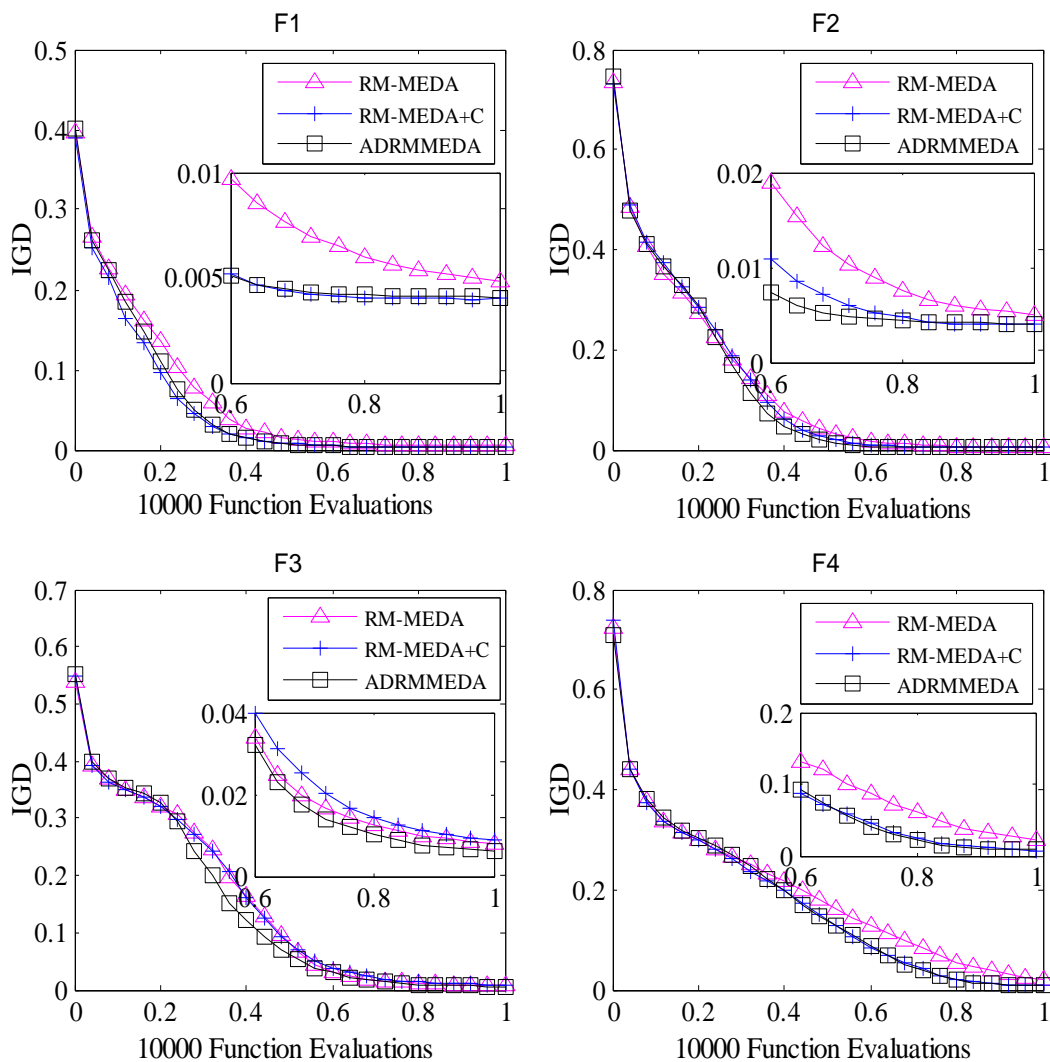 F1
0.5
0.4
0.3
0.2
0.1
0
IGD
RM-MEDA
RM-MEDA+C
ADRMMEDA
0.01
0.005
0
0.6 0.8 1
0 0.2 0.4 0.6 0.8 1
10000 Function Evaluations
F2
0.8
0.6
0.4
0.2
0
IGD
RM-MEDA
RM-MEDA+C
ADRMMEDA
0.02
0.01
0
0.6 0.8 1
0 0.2 0.4 0.6 0.8 1
10000 Function Evaluations
F3
0.7
0.6
0.5
0.4
0.3
0.2
0.1
0
IGD
RM-MEDA
RM-MEDA+C
ADRMMEDA
0.04
0.02
0
0.6 0.8 1
0 0.2 0.4 0.6 0.8 1
10000 Function Evaluations
F4
0.8
0.6
0.4
0.2
0
IGD
RM-MEDA
RM-MEDA+C
ADRMMEDA
0.2
0.1
0
0.6 0.8 1
0 0.2 0.4 0.6 0.8 1
10000 Function Evaluations